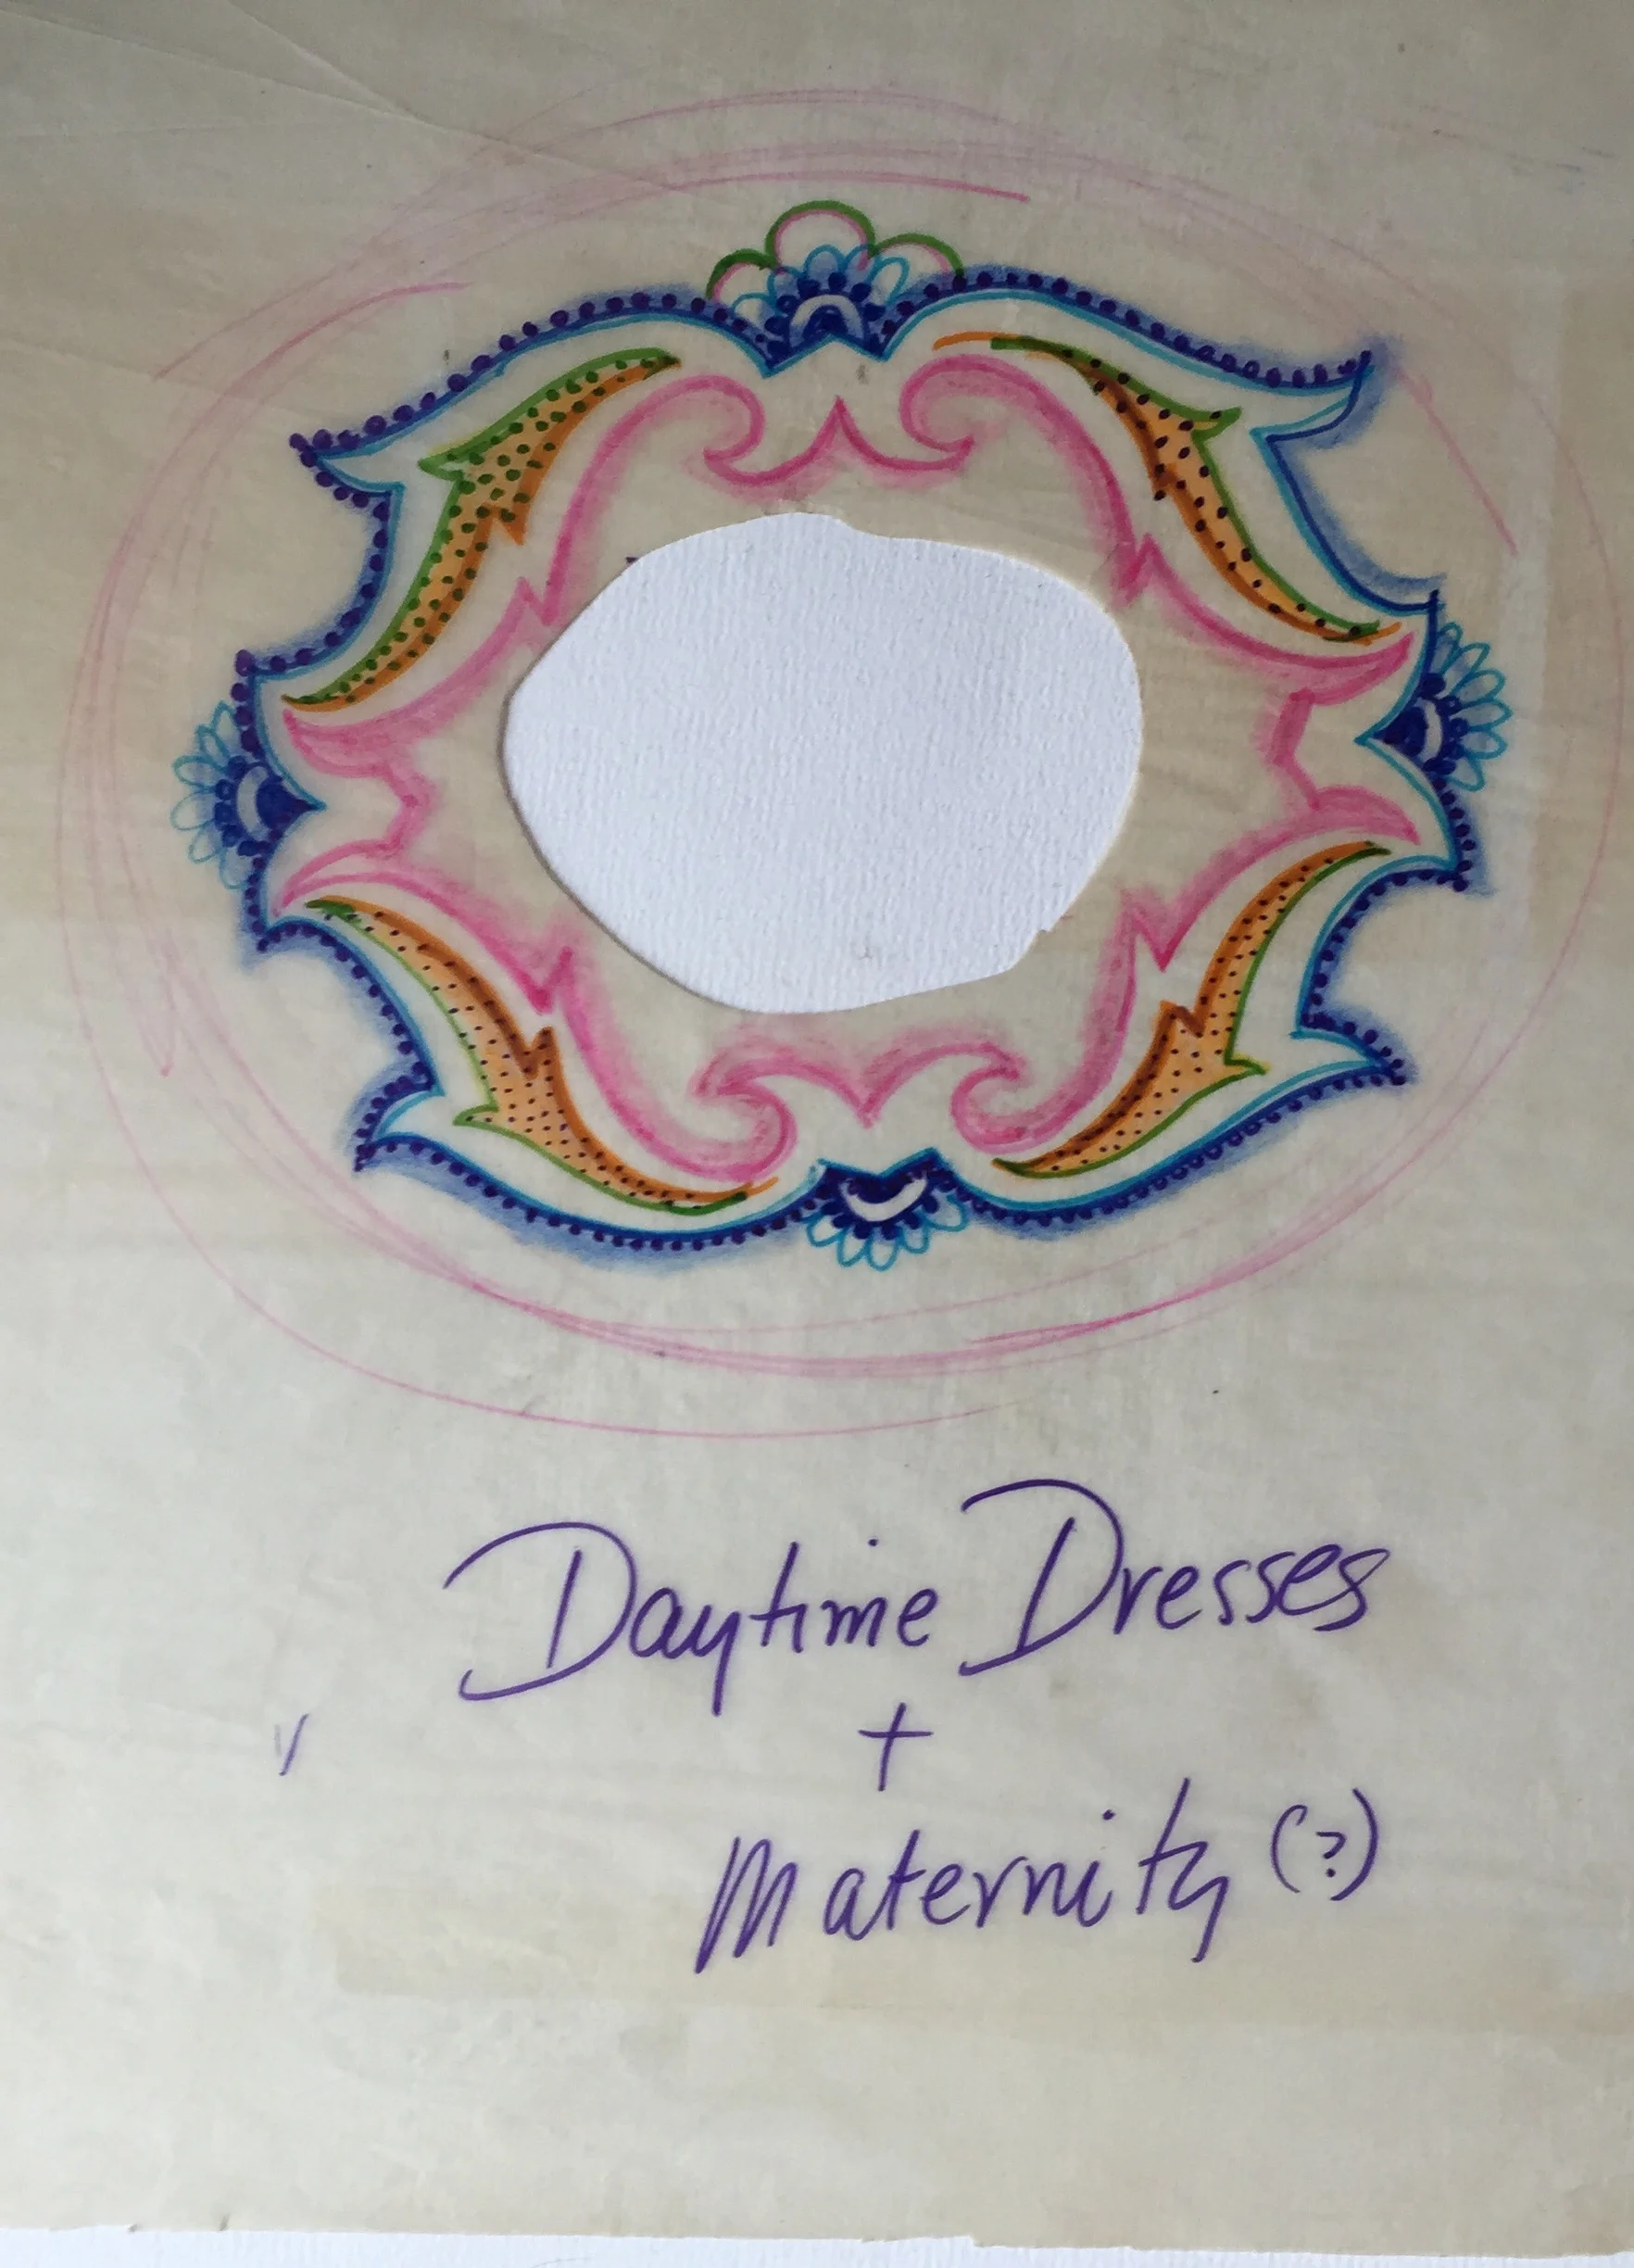 Daytime Dresses
+
Maternity (?)